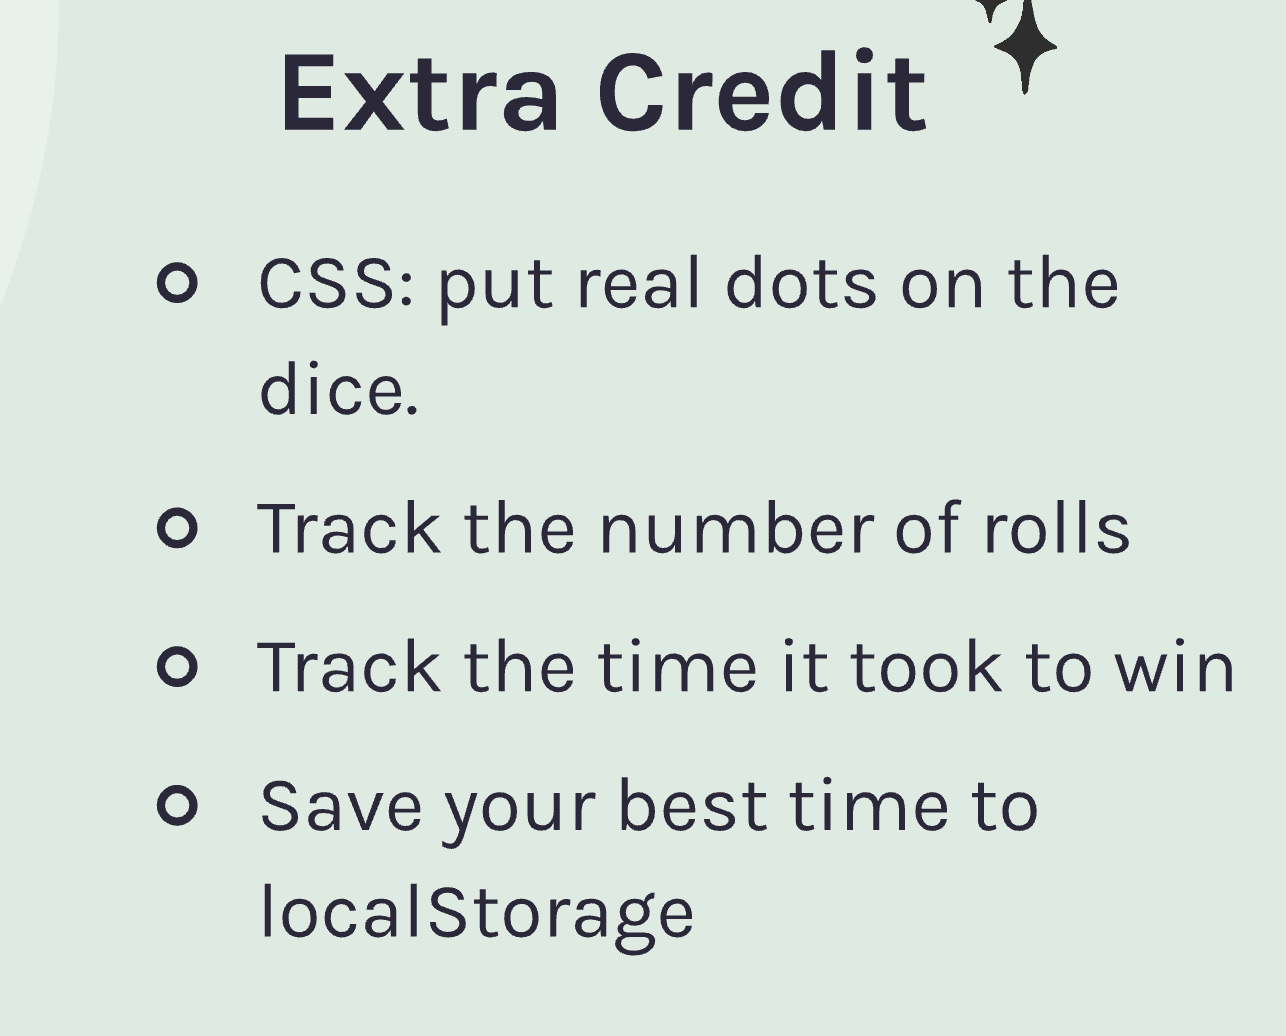 Extra Credit
CSS: put real dots on the
dice.
Track the number of rolls
Track the time it took to win
Save your best time to
localStorage